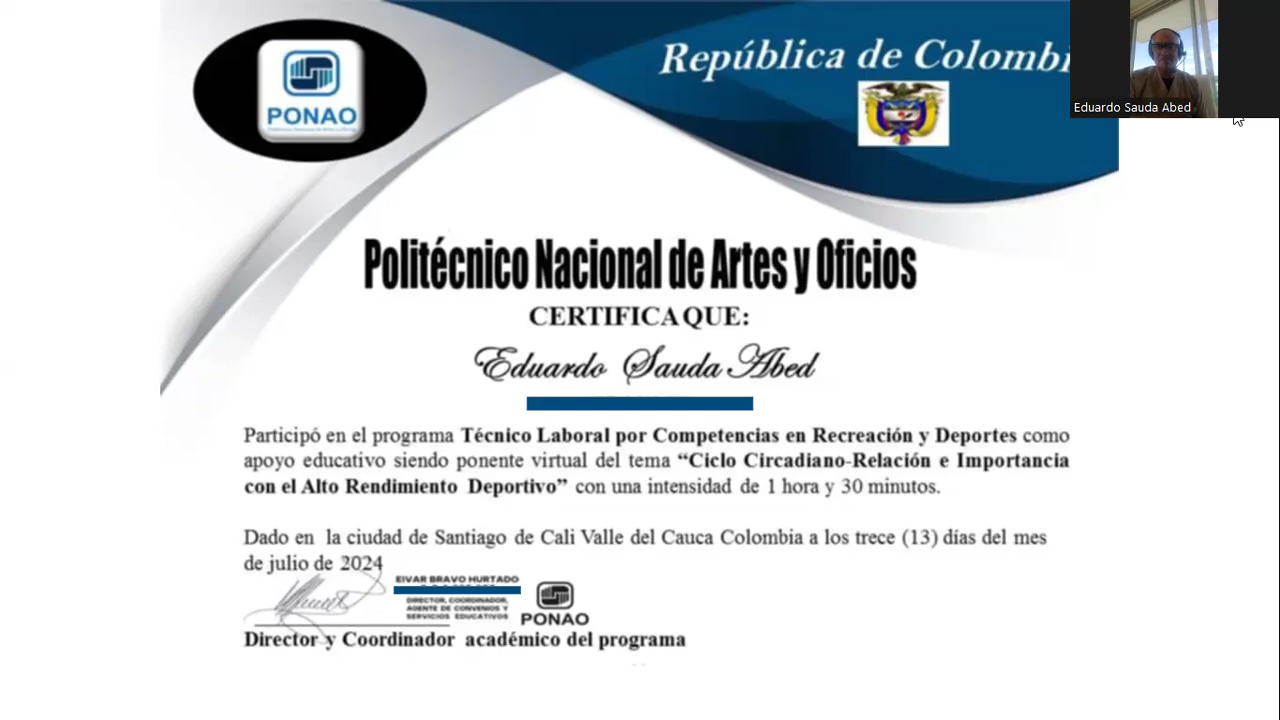 PONAO
República de Colombi
Eduardo Sauda Abed
Politécnico Nacional de Artes y Oficios
CERTIFICA QUE:
Eduardo Sauda Abed
Participó en el programa Técnico Laboral por Competencias en Recreación y Deportes como
apoyo educativo siendo ponente virtual del tema “Ciclo Circadiano-Relación e Importancia
con el Alto Rendimiento Deportivo” con una intensidad de 1 hora y 30 minutos.
Dado en la ciudad de Santiago de Cali Valle del Cauca Colombia a los trece (13) días del mes
de julio de 2024
EIVAR BRAVO HURTADO
DIRECTOR, COORDINADOR,
AGENTE DE CONVENIOS Y
SERVICIOS EDUCATIVOS
PONAO
Director y Coordinador académico del programa